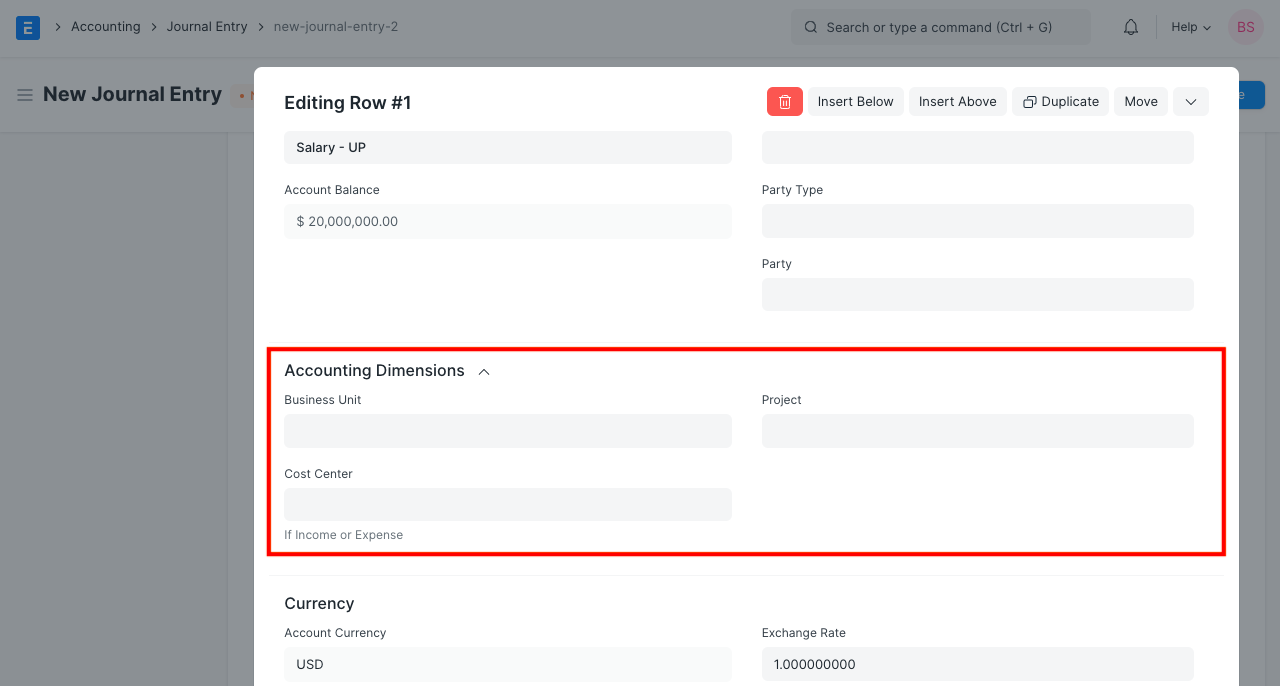 E > Accounting > Journal Entry > new-journal-entry-2
Search or type a command (Ctrl + G)
Help
BS
New Journal Entry
Editing Row #1
Insert Below
Insert Above
Duplicate
Move
Salary - UP
Account Balance
Party Type
$ 20,000,000.00
Party
Accounting Dimensions
Business Unit
Project
Cost Center
If Income or Expense
Currency
Account Currency
Exchange Rate
USD
1.000000000